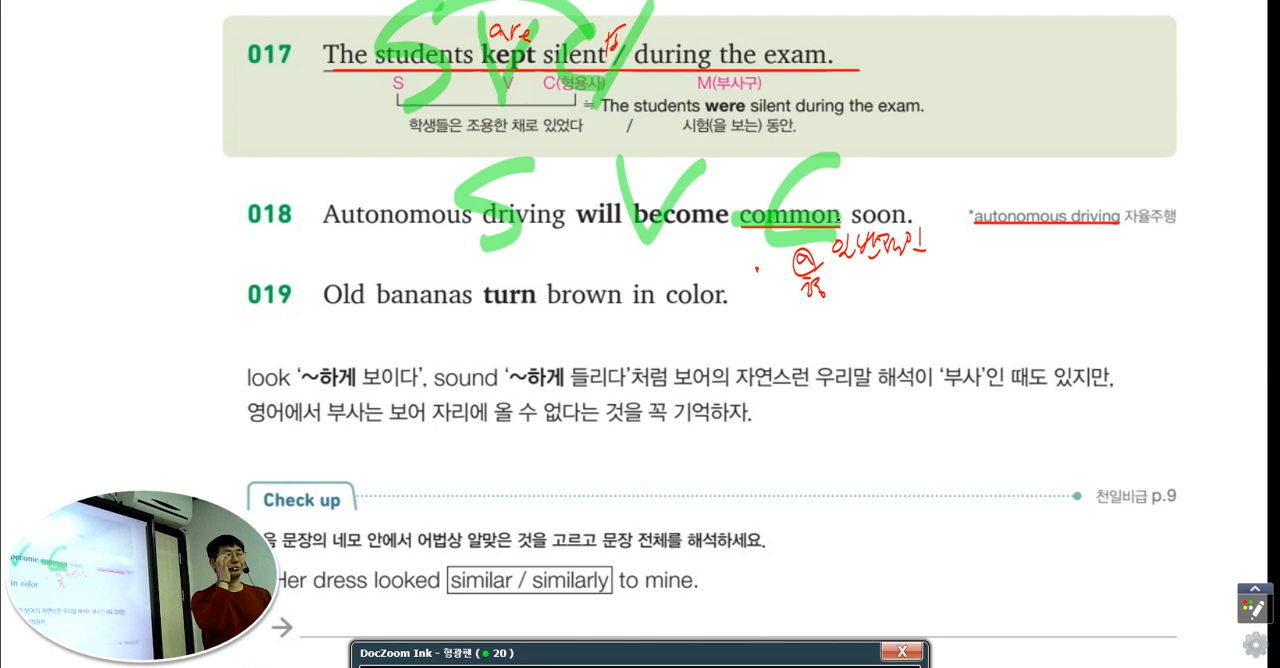 are
017 The students kept silent / during the exam.
S V C(형용사) M(부사구)
≒ The students were silent during the exam.
학생들은 조용한 채로 있었다 / 시험(을 보는) 동안.
S V C
018 Autonomous driving will become common soon. *autonomous driving 자율주행
일반적인
019 Old bananas turn brown in color.
look ‘~하게 보이다’, sound ‘~하게 들리다’처럼 보어의 자연스런 우리말 해석이 ‘부사’인 때도 있지만,
영어에서 부사는 보어 자리에 올 수 없다는 것을 꼭 기억하자.
Check up 천일비급 p.9
문장의 네모 안에서 어법상 알맞은 것을 고르고 문장 전체를 해석하세요.
Her dress looked similar / similarly to mine.
→
DocZoom Ink - 형광펜 ( 20 ) X